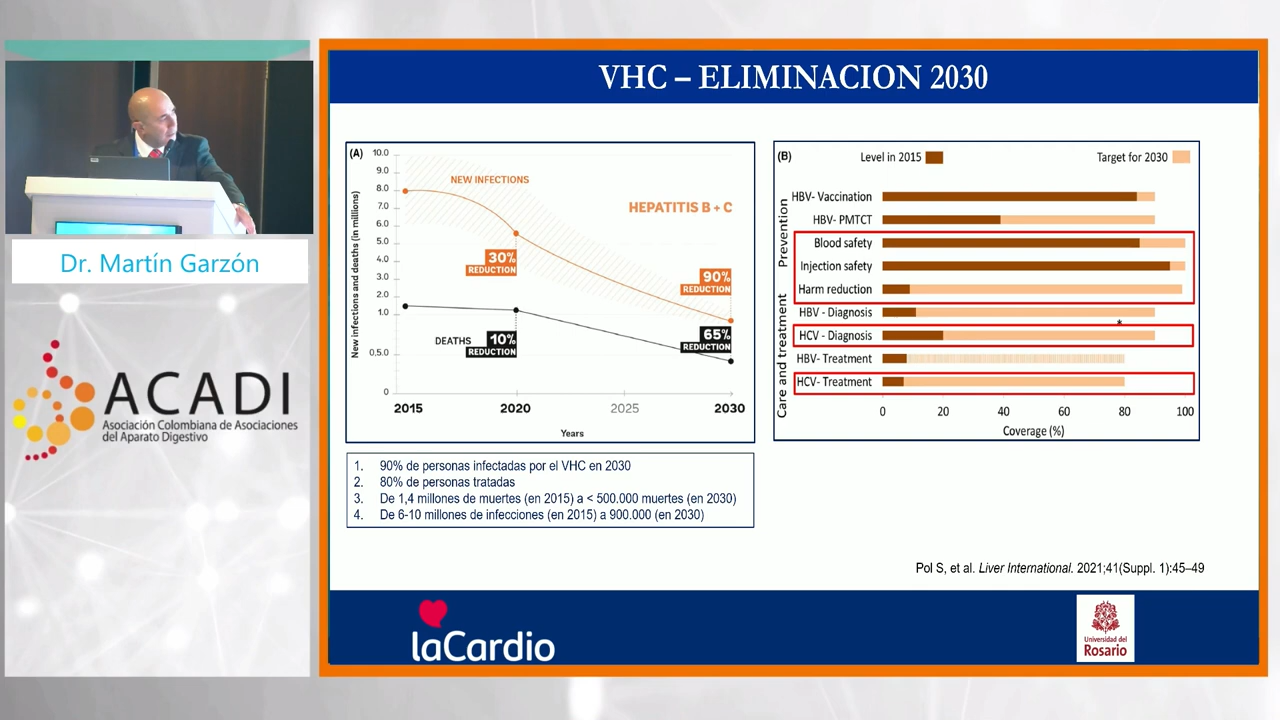 VHC – ELIMINACION 2030
Dr. Martín Garzón
ACADI
Asociación Colombiana de Asociaciones
del Aparato Digestivo
(A)
New infections and deaths (in millions)
10.0
9.0
8.0
7.0
6.0
5.0
4.0
3.0
2.0
1.0
0,5.0
0
NEW INFECTIONS
HEPATITIS B + C
30%
REDUCTION
90%
REDUCTION
DEATHS
10%
REDUCTION
65%
REDUCTION
2015
2020
2025
2030
Years
(B)
Level in 2015
Target for 2030
Prevention
Care and treatment
HBV- Vaccination
HBV- PMTCT
Blood safety
Injection safety
Harm reduction
HBV - Diagnosis
*
HCV - Diagnosis
HBV- Treatment
HCV- Treatment
0 20 40 60 80 100
Coverage (%)
1. 90% de personas infectadas por el VHC en 2030
2. 80% de personas tratadas
3. De 1,4 millones de muertes (en 2015) a < 500.000 muertes (en 2030)
4. De 6-10 millones de infecciones (en 2015) a 900.000 (en 2030)
Pol S, et al. Liver International. 2021;41(Suppl. 1):45–49
laCardio
Universidad del
Rosario